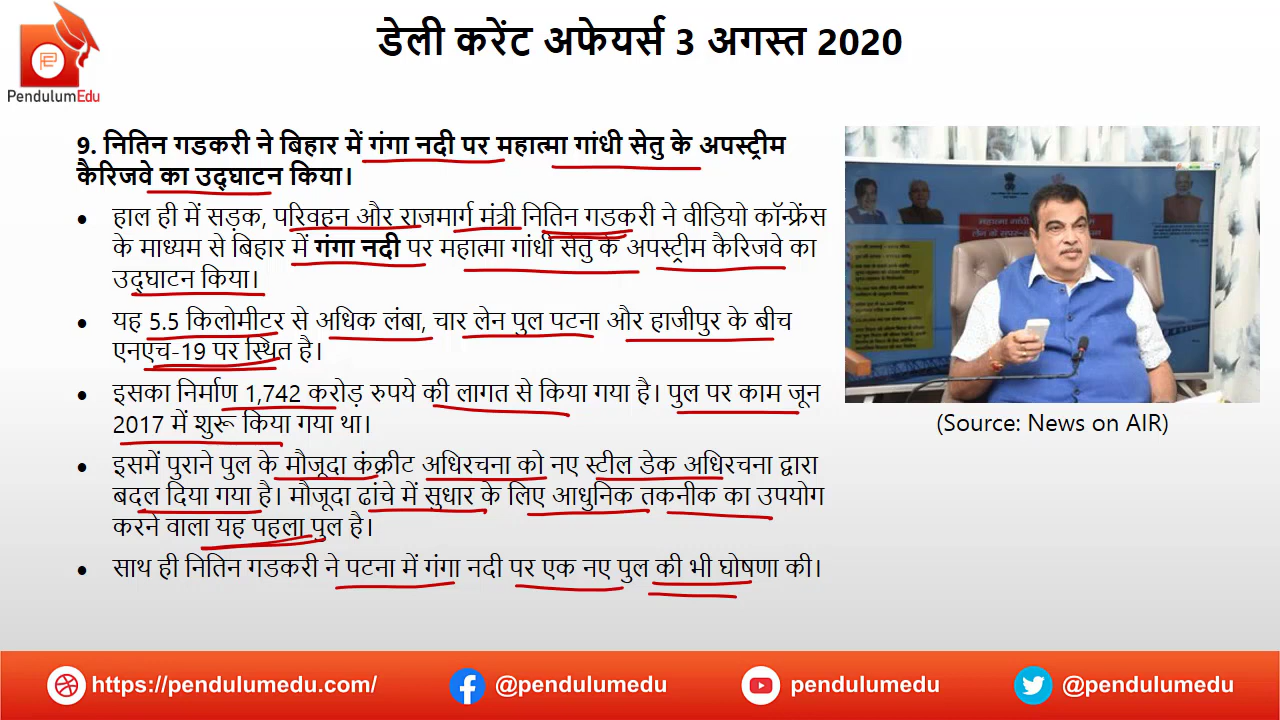 डेली करेंट अफेयर्स 3 अगस्त 2020
PendulumEdu
9. नितिन गडकरी ने बिहार में गंगा नदी पर महात्मा गांधी सेतु के अपस्ट्रीम
कैरिजवे का उद्घाटन किया।
• हाल ही में सड़क, परिवहन और राजमार्ग मंत्री नितिन गडकरी ने वीडियो कॉन्फ्रेंस
के माध्यम से बिहार में गंगा नदी पर महात्मा गांधी सेतु के अपस्ट्रीम कैरिजवे का
उद्घाटन किया।
• यह 5.5 किलोमीटर से अधिक लंबा, चार लेन पुल पटना और हाजीपुर के बीच
एनएच-19 पर स्थित है।
• इसका निर्माण 1,742 करोड़ रुपये की लागत से किया गया है। पुल पर काम जून
2017 में शुरू किया गया था।
• इसमें पुराने पुल के मौजूदा कंक्रीट अधिरचना को नए स्टील डेक अधिरचना द्वारा
बदल दिया गया है। मौजूदा ढांचे में सुधार के लिए आधुनिक तकनीक का उपयोग
करने वाला यह पहला पुल है।
• साथ ही नितिन गडकरी ने पटना में गंगा नदी पर एक नए पुल की भी घोषणा की।
(Source: News on AIR)
https://pendulumedu.com/
@pendulumedu
pendulumedu
@pendulumedu